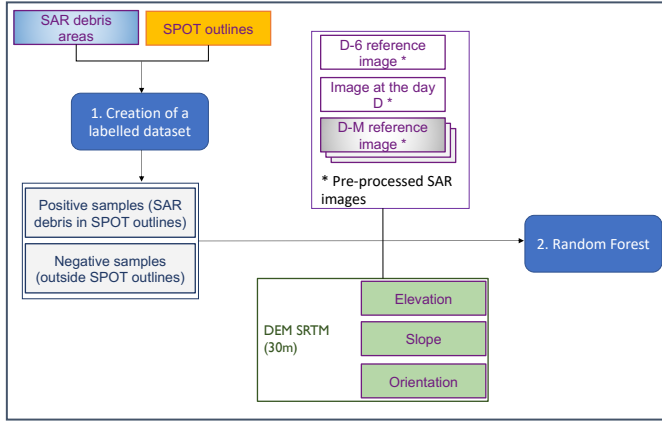 SAR debris
areas
SPOT outlines
1. Creation of a
labelled dataset
Positive samples (SAR
debris in SPOT outlines)
Negative samples
(outside SPOT outlines)
D-6 reference
image *
Image at the day
D *
D-M reference
image *
* Pre-processed SAR
images
2. Random Forest
DEM SRTM
(30m)
Elevation
Slope
Orientation